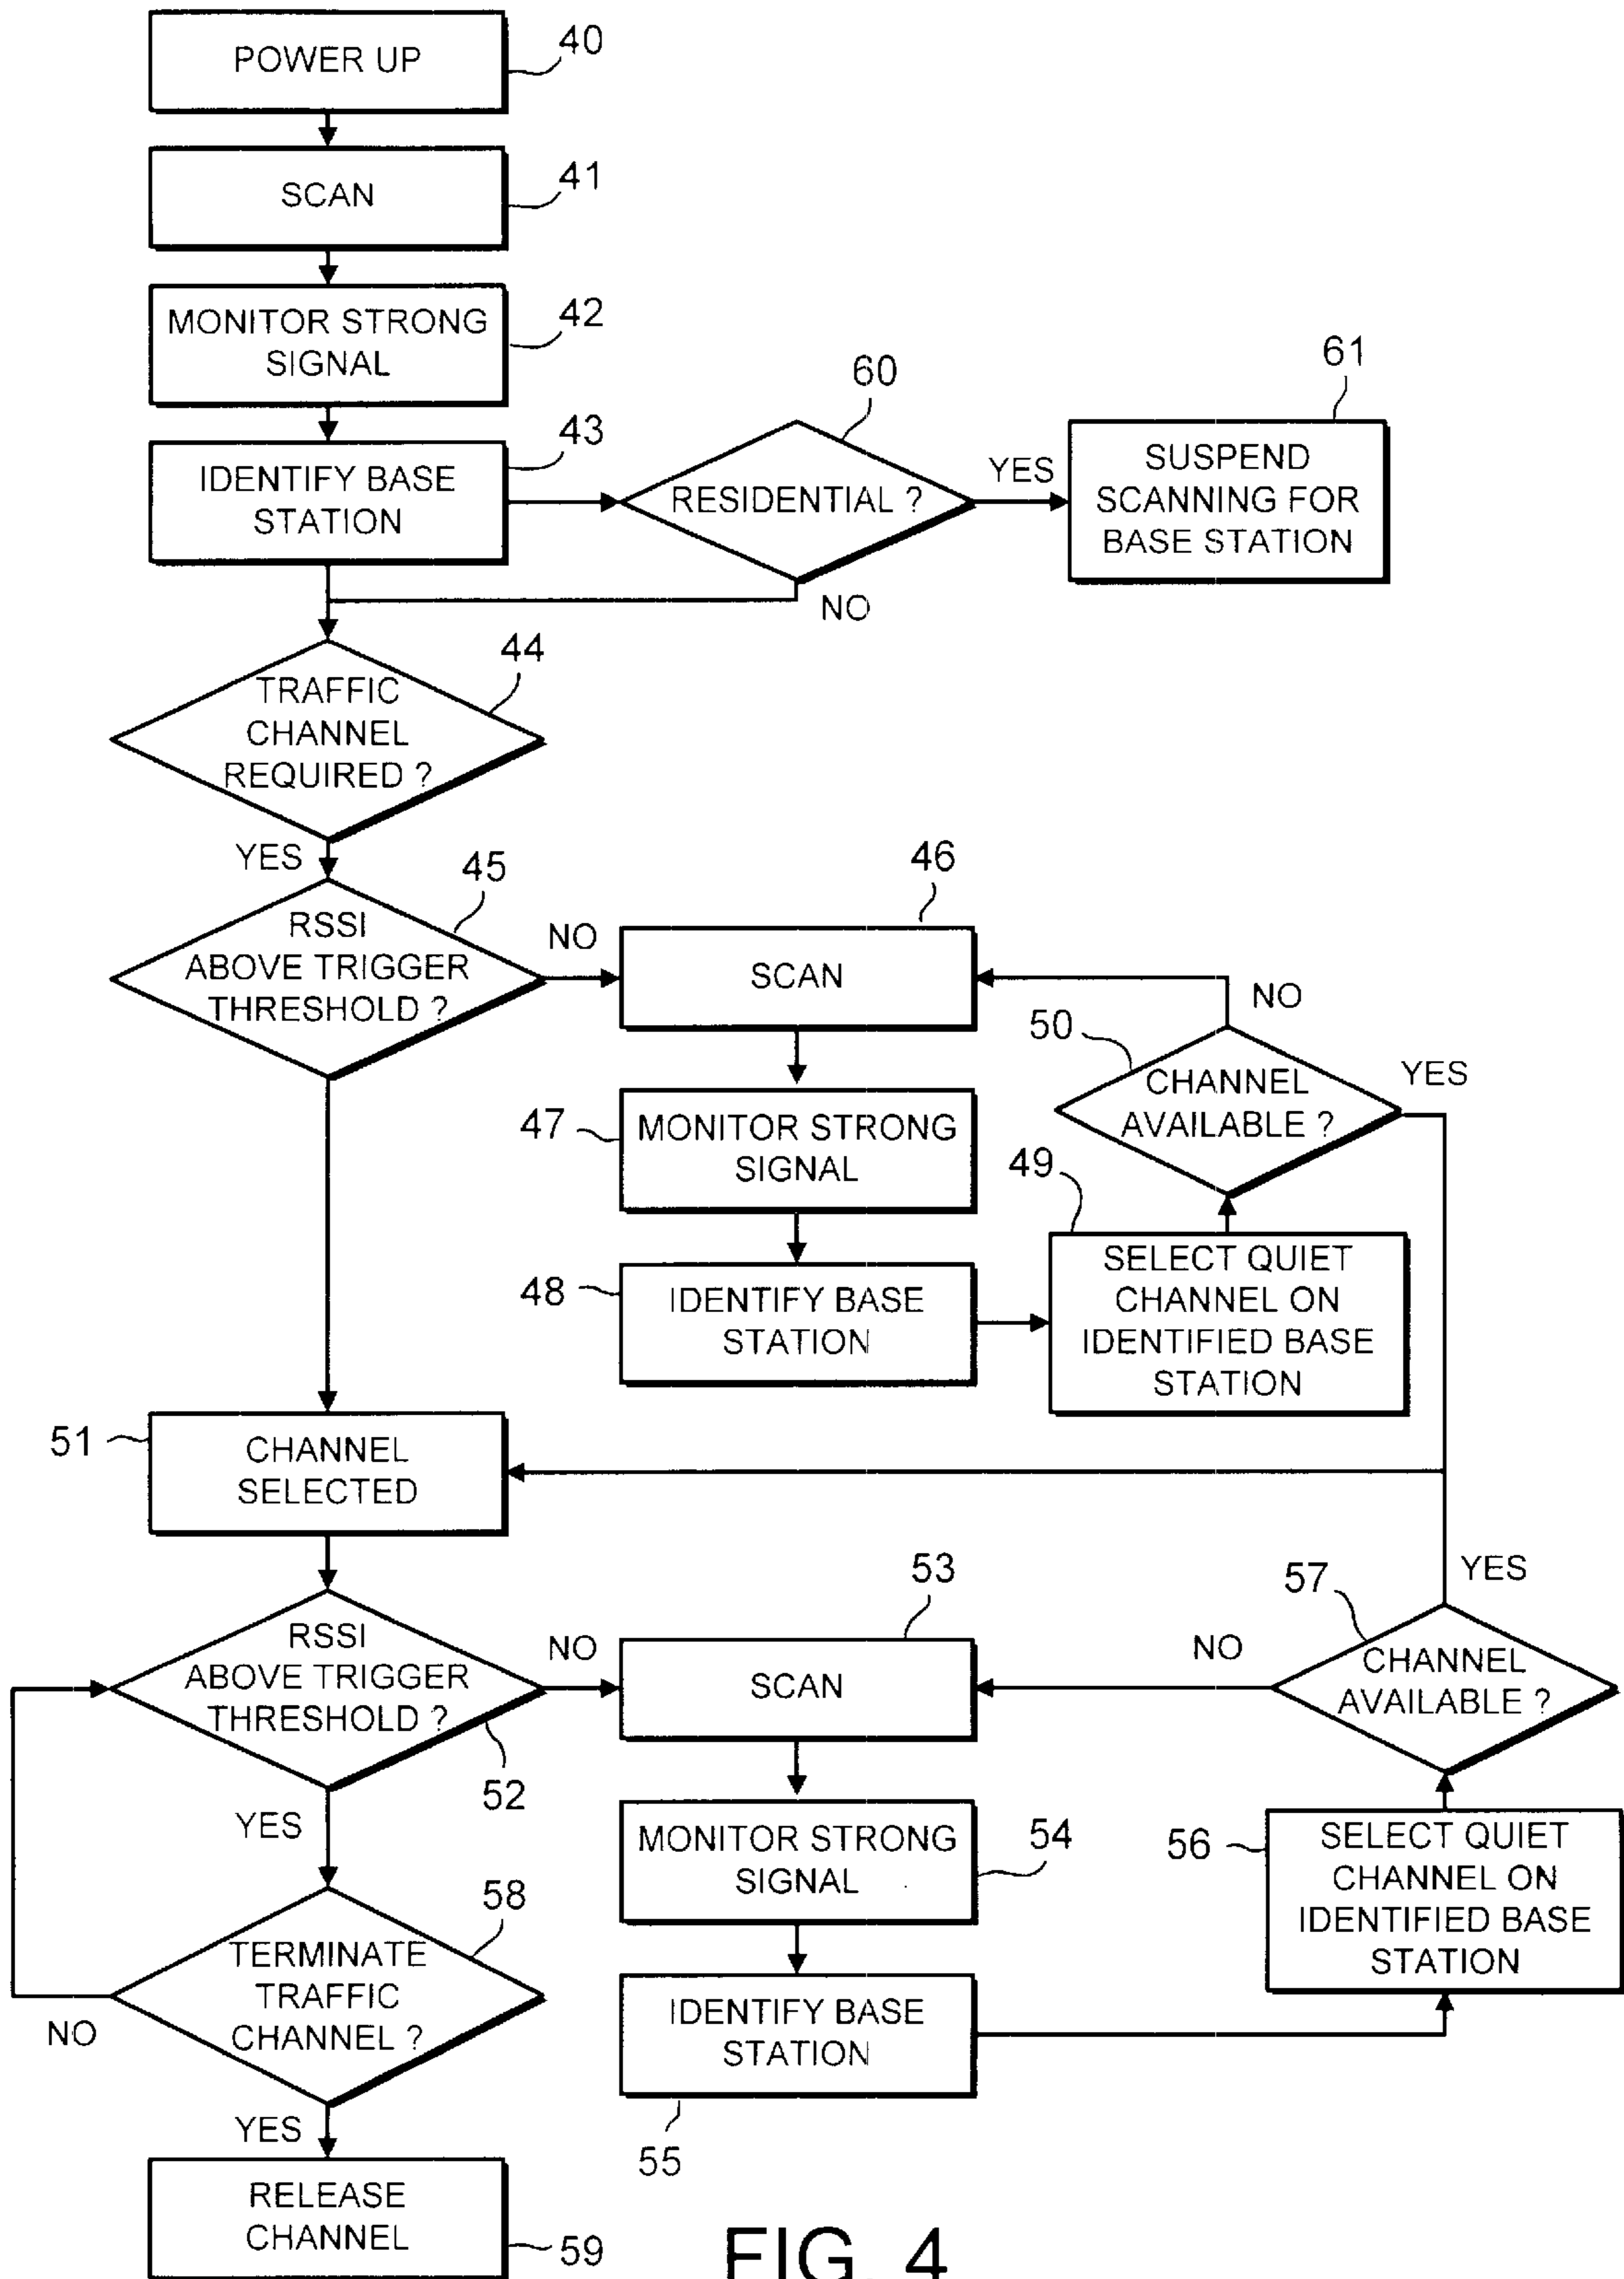 POWER UP
40
SCAN
41
MONITOR STRONG
SIGNAL
42
IDENTIFY BASE
STATION
43
RESIDENTIAL ?
60
YES
NO
SUSPEND
SCANNING FOR
BASE STATION
61
TRAFFIC
CHANNEL
REQUIRED ?
44
YES
RSSI
ABOVE TRIGGER
THRESHOLD ?
45
NO
SCAN
46
MONITOR STRONG
SIGNAL
47
IDENTIFY BASE
STATION
48
SELECT QUIET
CHANNEL ON
IDENTIFIED BASE
STATION
49
CHANNEL
AVAILABLE ?
50
NO
YES
CHANNEL
SELECTED
51
RSSI
ABOVE TRIGGER
THRESHOLD ?
52
NO
YES
SCAN
53
MONITOR STRONG
SIGNAL
54
IDENTIFY BASE
STATION
55
SELECT QUIET
CHANNEL ON
IDENTIFIED BASE
STATION
56
CHANNEL
AVAILABLE ?
57
NO
YES
TERMINATE
TRAFFIC
CHANNEL ?
58
NO
YES
RELEASE
CHANNEL
59
FIG. 4